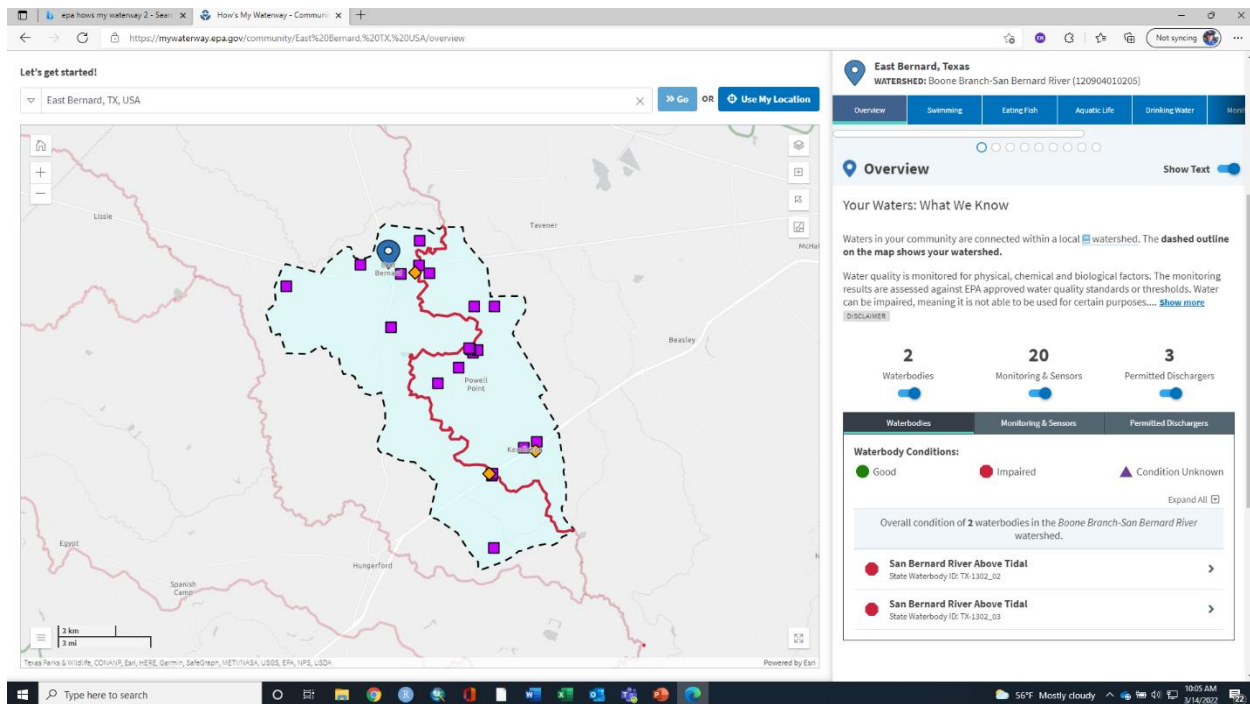 epa hows my waterway 2 - Sear
How's My Waterway - Communi
https://mywaterway.epa.gov/community/East%20Bernard,%20TX,%20USA/overview
Not syncing
Let's get started!
East Bernard, TX, USA
Go
OR
Use My Location
Lissie
Tavener
Bernard
Beasley
Powell
Point
Egypt
Hungerford
Spanish
Camp
3 km
3 mi
Texas Parks & Wildlife, CONANP, Esri, HERE, Garmin, SafeGraph, METI/NASA, USGS, EPA, NPS, USDA
Powered by Esri
East Bernard, Texas
WATERSHED: Boone Branch-San Bernard River (120904010205)
Overview
Swimming
Eating Fish
Aquatic Life
Drinking Water
Moni
Overview
Show Text
Your Waters: What We Know
Waters in your community are connected within a local watershed. The dashed outline
on the map shows your watershed.
Water quality is monitored for physical, chemical and biological factors. The monitoring
results are assessed against EPA approved water quality standards or thresholds. Water
can be impaired, meaning it is not able to be used for certain purposes.... Show more
DISCLAIMER
2
Waterbodies
20
Monitoring & Sensors
3
Permitted Dischargers
Waterbodies
Monitoring & Sensors
Permitted Dischargers
Waterbody Conditions:
Good
Impaired
Condition Unknown
Expand All
Overall condition of 2 waterbodies in the Boone Branch-San Bernard River
watershed.
San Bernard River Above Tidal
State Waterbody ID: TX-1302_02
San Bernard River Above Tidal
State Waterbody ID: TX-1302_03
Type here to search
56°F Mostly cloudy
10:05 AM
3/14/2022
22